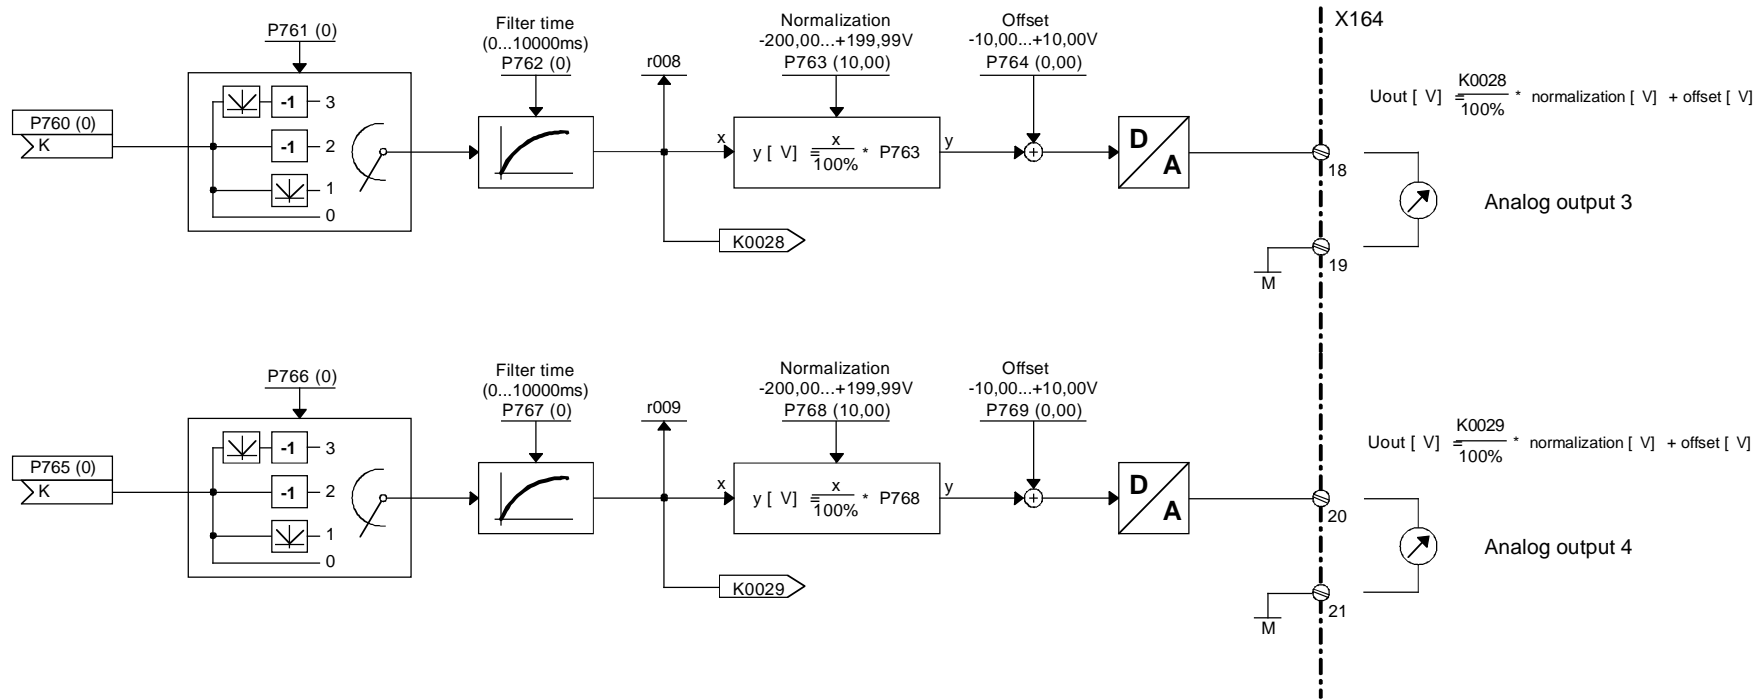 X164
P761 (0)
Filter time
(0...10000ms)
P762 (0)
r008
Normalization
-200,00...+199,99V
P763 (10,00)
Offset
-10,00...+10,00V
P764 (0,00)
Uout [ V] = K0028
100% * normalization [ V] + offset [ V]
P760 (0)
K
-1 3
-1 2
1
0
x
y [ V] = x
100% * P763
y
+
D
A
18
Analog output 3
K0028
19
M
P766 (0)
Filter time
(0...10000ms)
P767 (0)
r009
Normalization
-200,00...+199,99V
P768 (10,00)
Offset
-10,00...+10,00V
P769 (0,00)
Uout [ V] = K0029
100% * normalization [ V] + offset [ V]
P765 (0)
K
-1 3
-1 2
1
0
x
y [ V] = x
100% * P768
y
+
D
A
20
Analog output 4
K0029
21
M